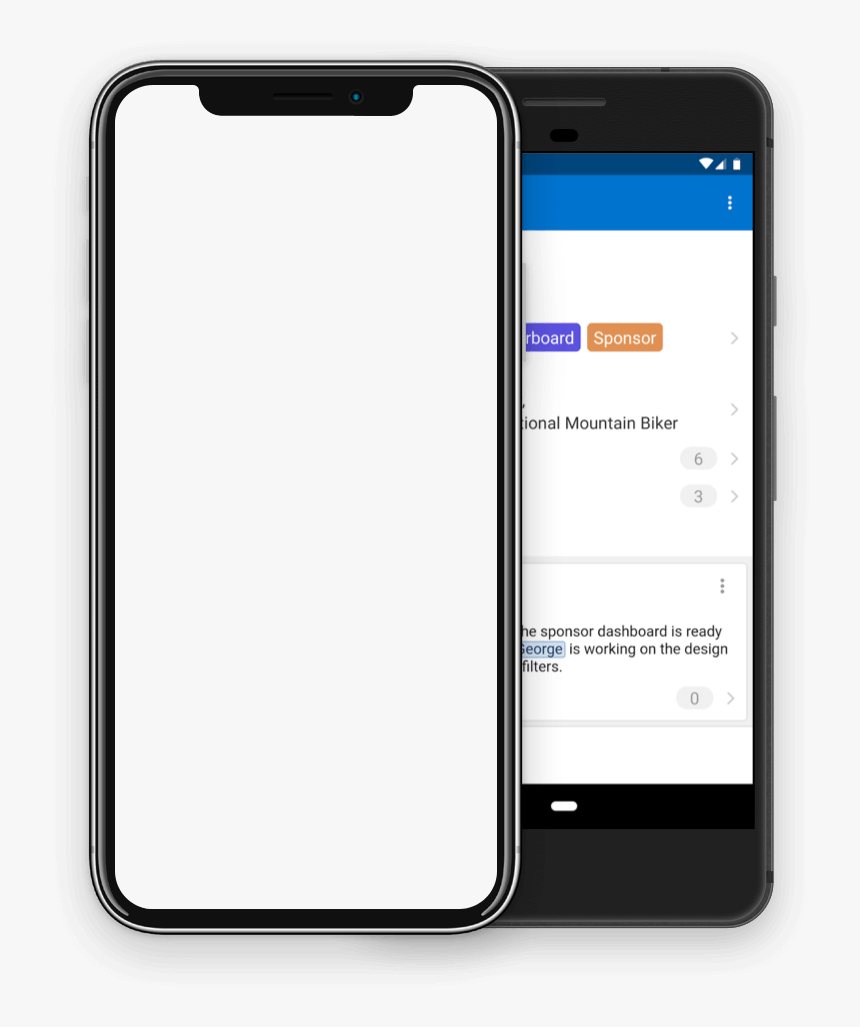 rboard Sponsor
,
tional Mountain Biker
6
3
he sponsor dashboard is ready
George is working on the design
filters.
0